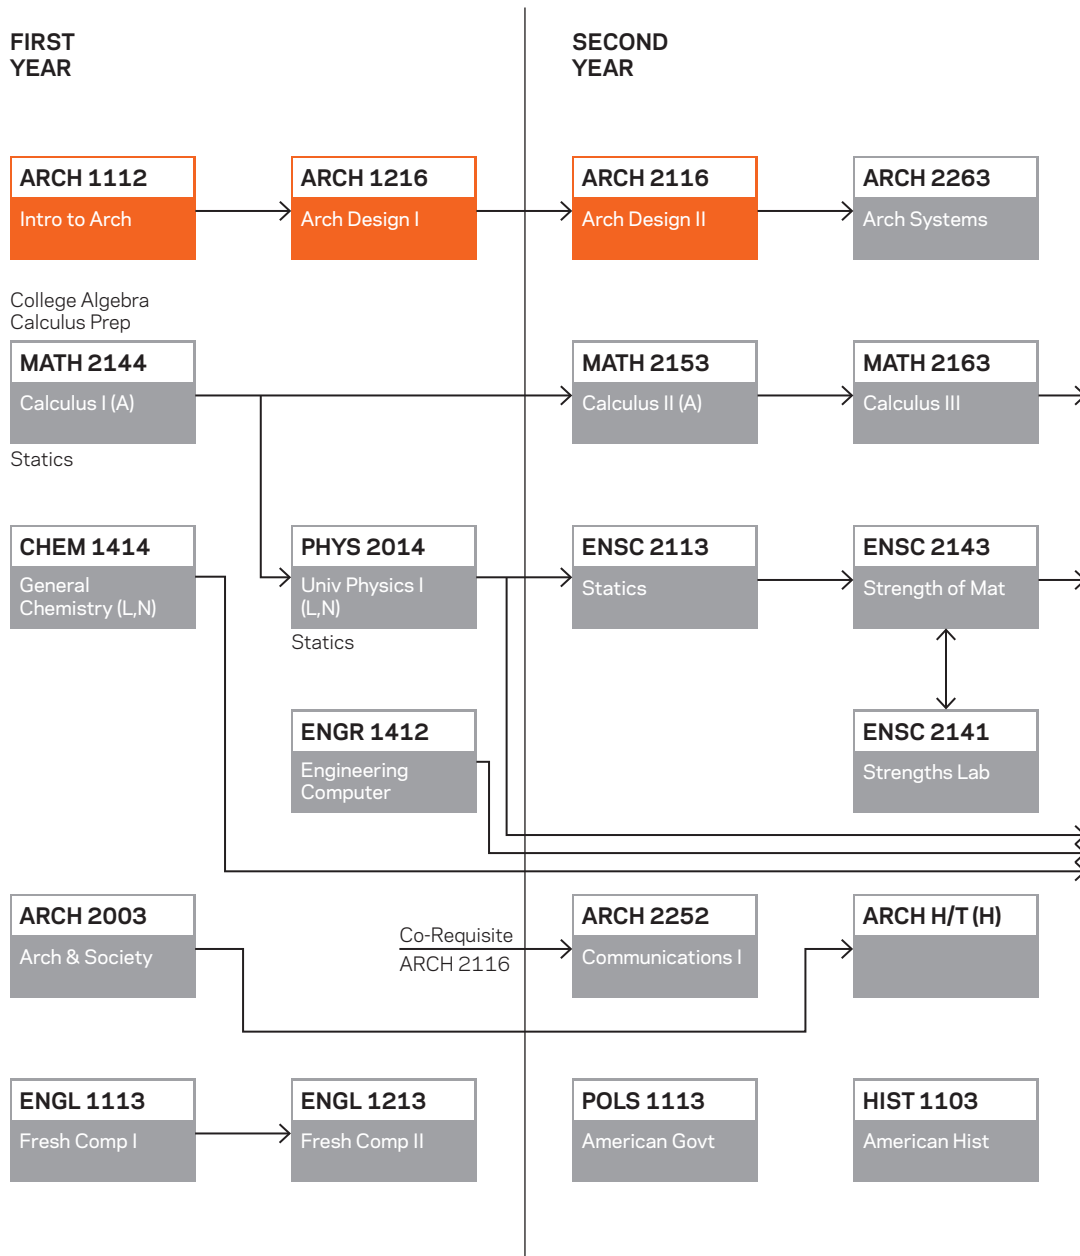 FIRST
YEAR
SECOND
YEAR
ARCH 1112
Intro to Arch
ARCH 1216
Arch Design I
ARCH 2116
Arch Design II
ARCH 2263
Arch Systems
College Algebra
Calculus Prep
MATH 2144
Calculus I (A)
Statics
MATH 2153
Calculus II (A)
MATH 2163
Calculus III
CHEM 1414
General
Chemistry (L,N)
PHYS 2014
Univ Physics I
(L,N)
Statics
ENSC 2113
Statics
ENSC 2143
Strength of Mat
ENGR 1412
Engineering
Computer
ENSC 2141
Strengths Lab
ARCH 2003
Arch & Society
Co-Requisite
ARCH 2116
ARCH 2252
Communications I
ARCH H/T (H)
ENGL 1113
Fresh Comp I
ENGL 1213
Fresh Comp II
POLS 1113
American Govt
HIST 1103
American Hist